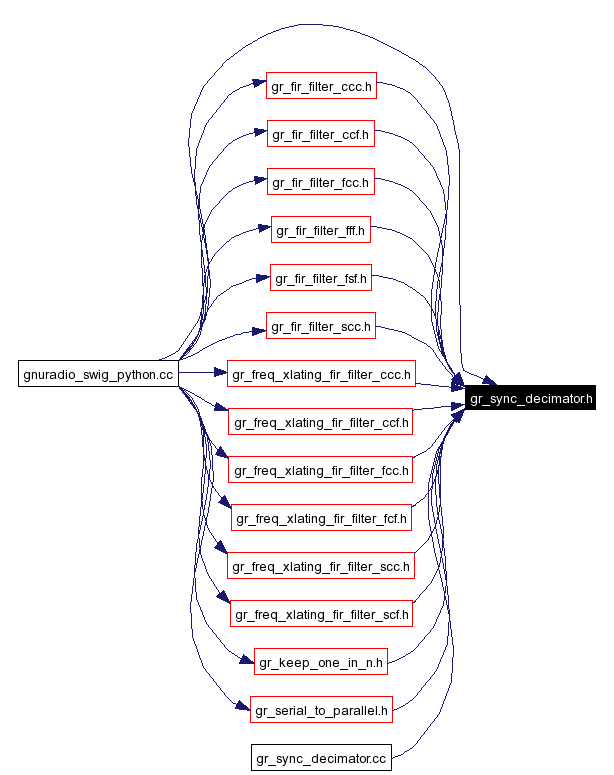 gr_fir_filter_ccc.h
gr_fir_filter_ccf.h
gr_fir_filter_fcc.h
gr_fir_filter_fff.h
gr_fir_filter_fsf.h
gr_fir_filter_scc.h
gnuradio_swig_python.cc
gr_freq_xlating_fir_filter_ccc.h
gr_sync_decimator.h
gr_freq_xlating_fir_filter_ccf.h
gr_freq_xlating_fir_filter_fcc.h
gr_freq_xlating_fir_filter_fcf.h
gr_freq_xlating_fir_filter_scc.h
gr_freq_xlating_fir_filter_scf.h
gr_keep_one_in_n.h
gr_serial_to_parallel.h
gr_sync_decimator.cc